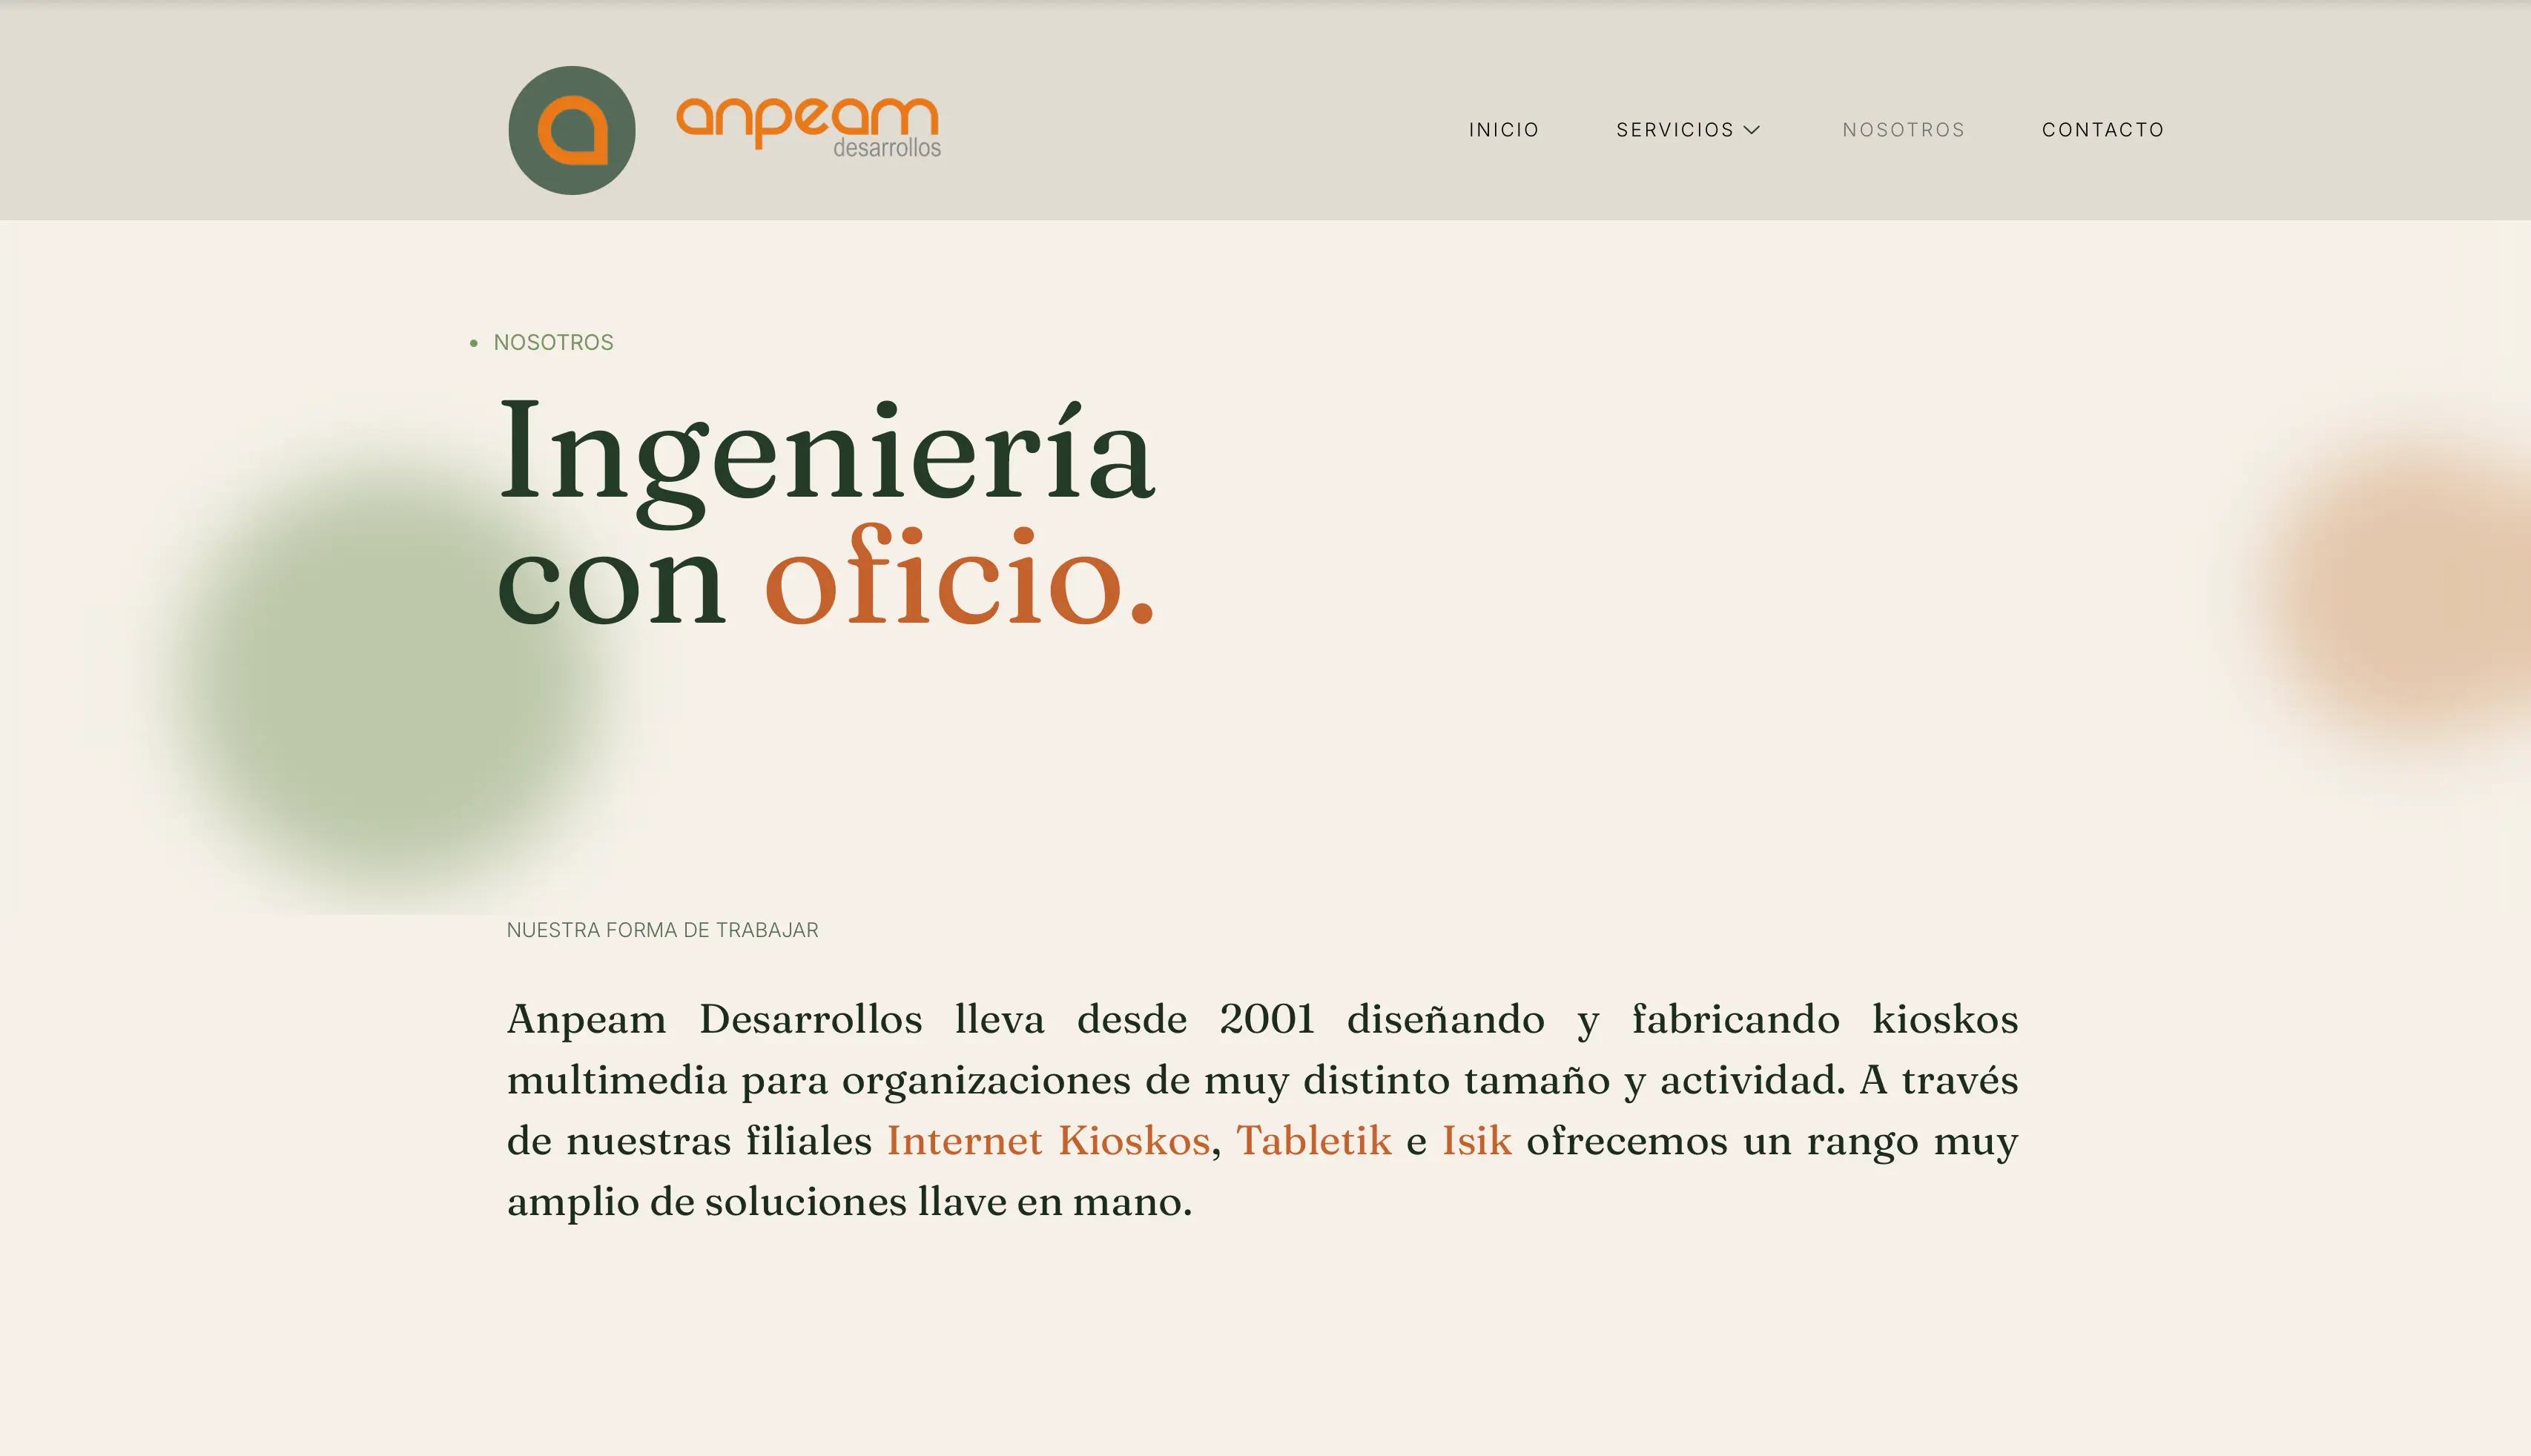 anpeam
desarrollos
INICIO
SERVICIOS
NOSOTROS
CONTACTO
• NOSOTROS
Ingeniería
con oficio.
NUESTRA FORMA DE TRABAJAR
Anpeam Desarrollos lleva desde 2001 diseñando y fabricando kioskos
multimedia para organizaciones de muy distinto tamaño y actividad. A través
de nuestras filiales Internet Kioskos, Tabletik e Isik ofrecemos un rango muy
amplio de soluciones llave en mano.